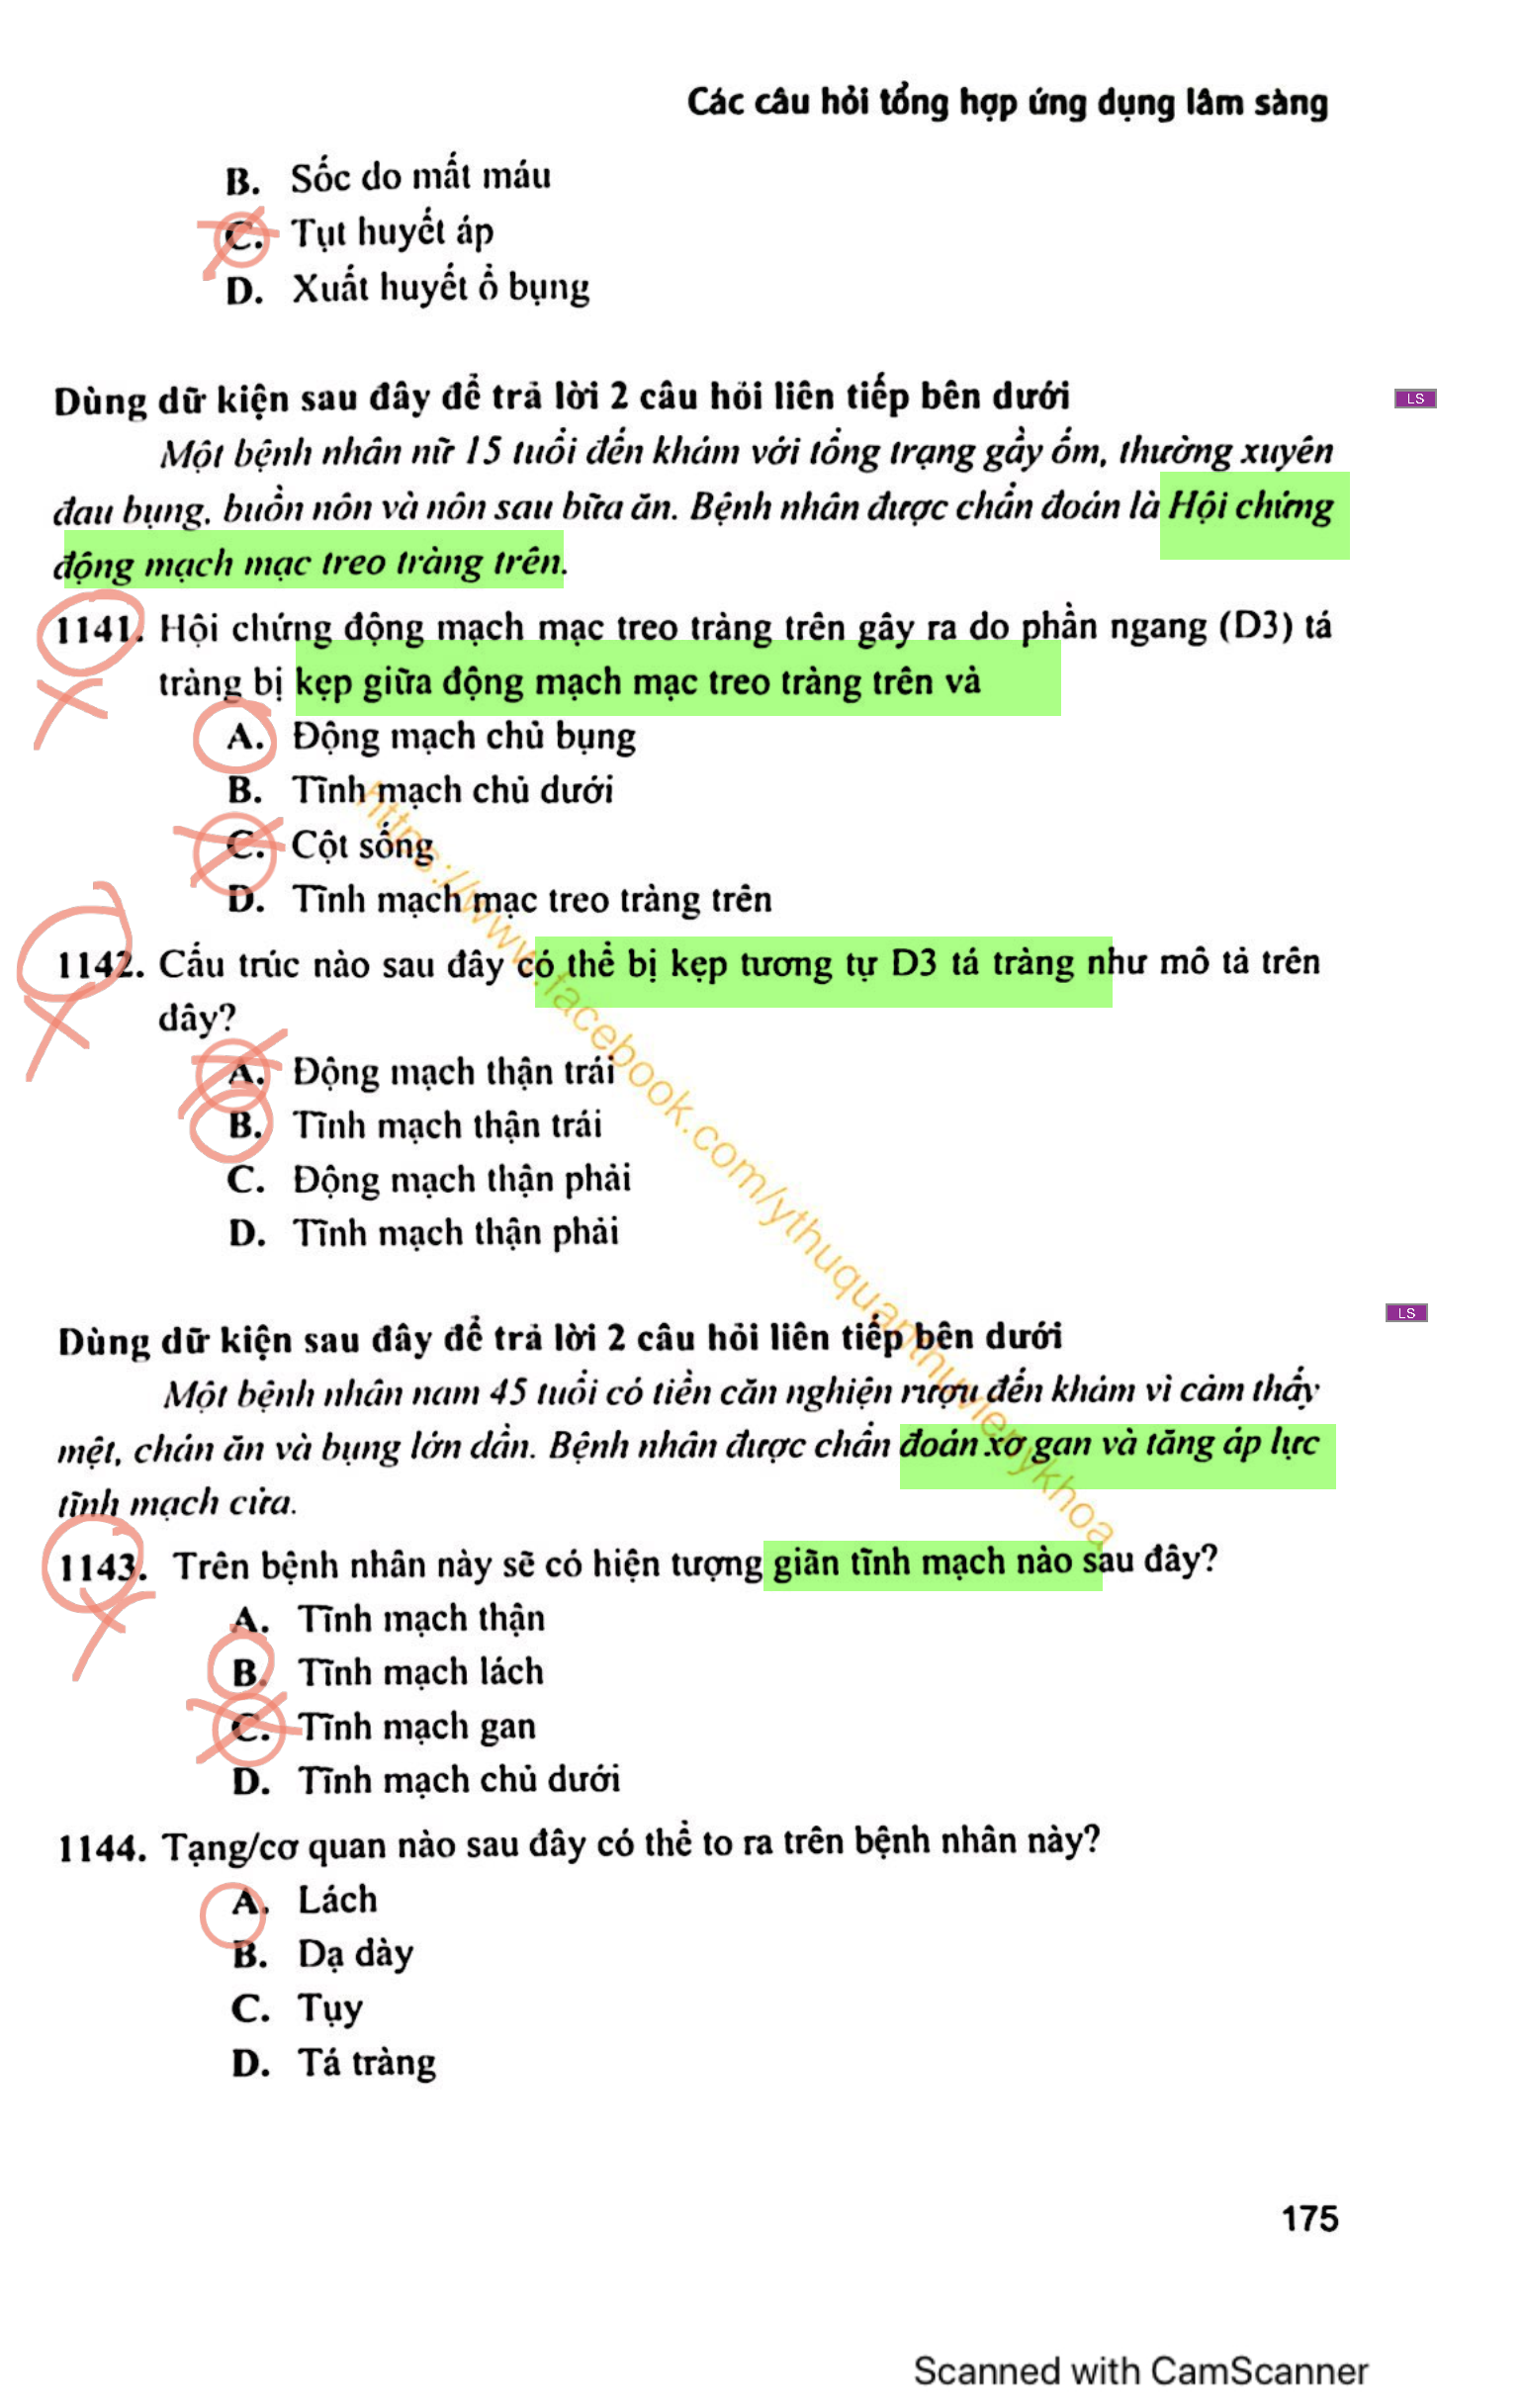 Các câu hỏi tổng hợp ứng dụng lâm sàng
B. Sốc do mất máu
C. Tụt huyết áp
D. Xuất huyết ổ bụng
Dùng dữ kiện sau đây để trả lời 2 câu hỏi liên tiếp bên dưới
LS
Một bệnh nhân nữ 15 tuổi đến khám với tổng trạng gầy ốm, thường xuyên
đau bụng, buồn nôn và nôn sau bữa ăn. Bệnh nhân được chẩn đoán là Hội chứng
động mạch mạc treo tràng trên.
1141. Hội chứng động mạch mạc treo tràng trên gây ra do phần ngang (D3) tá
tràng bị kẹp giữa động mạch mạc treo tràng trên và
A. Động mạch chủ bụng
B. Tĩnh mạch chủ dưới
C. Cột sống
D. Tĩnh mạch mạc treo tràng trên
1142. Cấu trúc nào sau đây có thể bị kẹp tương tự D3 tá tràng như mô tả trên
đây?
A. Động mạch thận trái
B. Tĩnh mạch thận trái
C. Động mạch thận phải
D. Tĩnh mạch thận phải
https://www.facebook.com/ythuquanthuvienykhoa
Dùng dữ kiện sau đây để trả lời 2 câu hỏi liên tiếp bên dưới
LS
Một bệnh nhân nam 45 tuổi có tiền căn nghiện rượu đến khám vì cảm thấy
mệt, chán ăn và bụng lớn dần. Bệnh nhân được chẩn đoán xơ gan và tăng áp lực
tĩnh mạch cửa.
1143. Trên bệnh nhân này sẽ có hiện tượng giãn tĩnh mạch nào sau đây?
A. Tĩnh mạch thận
B. Tĩnh mạch lách
C. Tĩnh mạch gan
D. Tĩnh mạch chủ dưới
1144. Tạng/cơ quan nào sau đây có thể to ra trên bệnh nhân này?
A. Lách
B. Dạ dày
C. Tụy
D. Tá tràng
175
Scanned with CamScanner